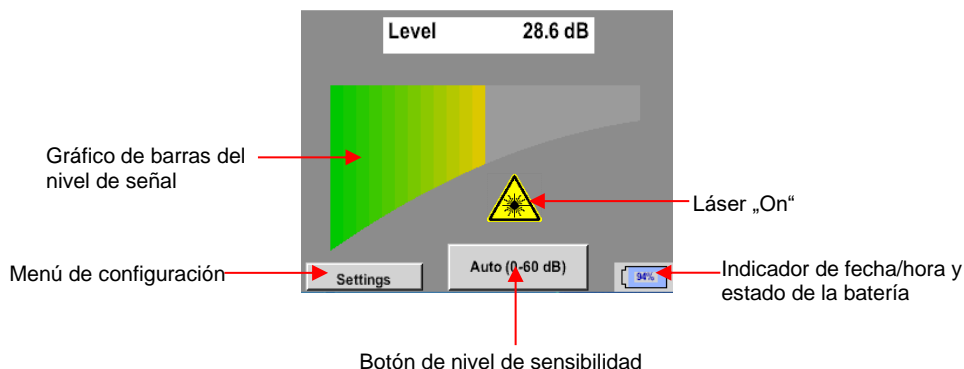 Level 28.6 dB
Gráfico de barras del
nivel de señal
Láser „On“
Menú de configuración
Settings
Auto (0-60 dB)
94%
Indicador de fecha/hora y
estado de la batería
Botón de nivel de sensibilidad